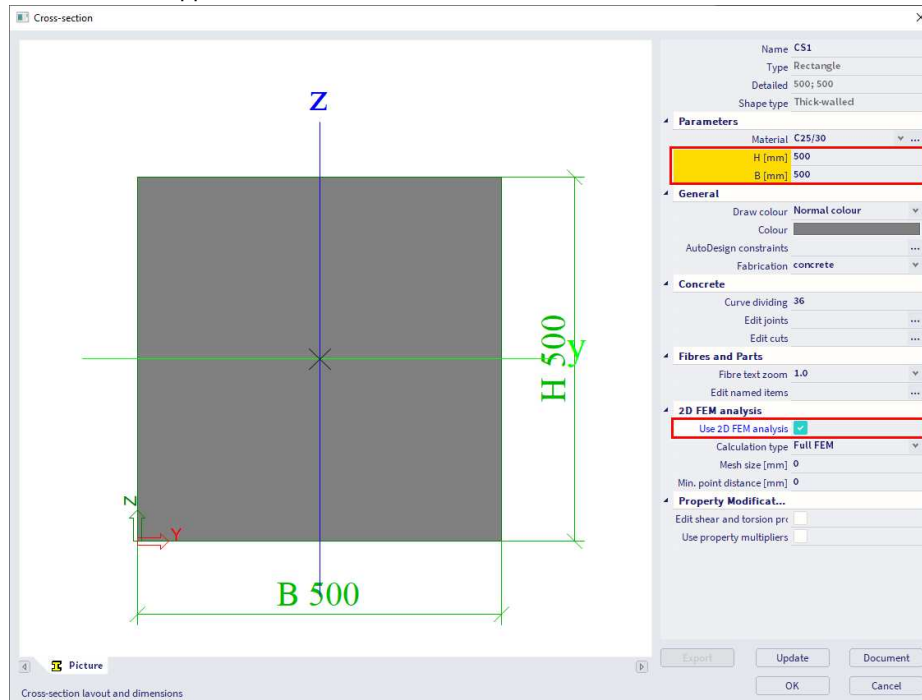 Cross-section
Z
y
H 500
Z
Y
B 500
Picture
Cross-section layout and dimensions
Name CS1
Type Rectangle
Detailed 500; 500
Shape type Thick-walled
Parameters
Material C25/30 ...
H [mm] 500
B [mm] 500
General
Draw colour Normal colour
Colour
AutoDesign constraints ...
Fabrication concrete
Concrete
Curve dividing 36
Edit joints ...
Edit cuts ...
Fibres and Parts
Fibre text zoom 1.0
Edit named items ...
2D FEM analysis
Use 2D FEM analysis
Calculation type Full FEM
Mesh size [mm] 0
Min. point distance [mm] 0
Property Modificat...
Edit shear and torsion pro
Use property multipliers
Export Update Document
OK Cancel